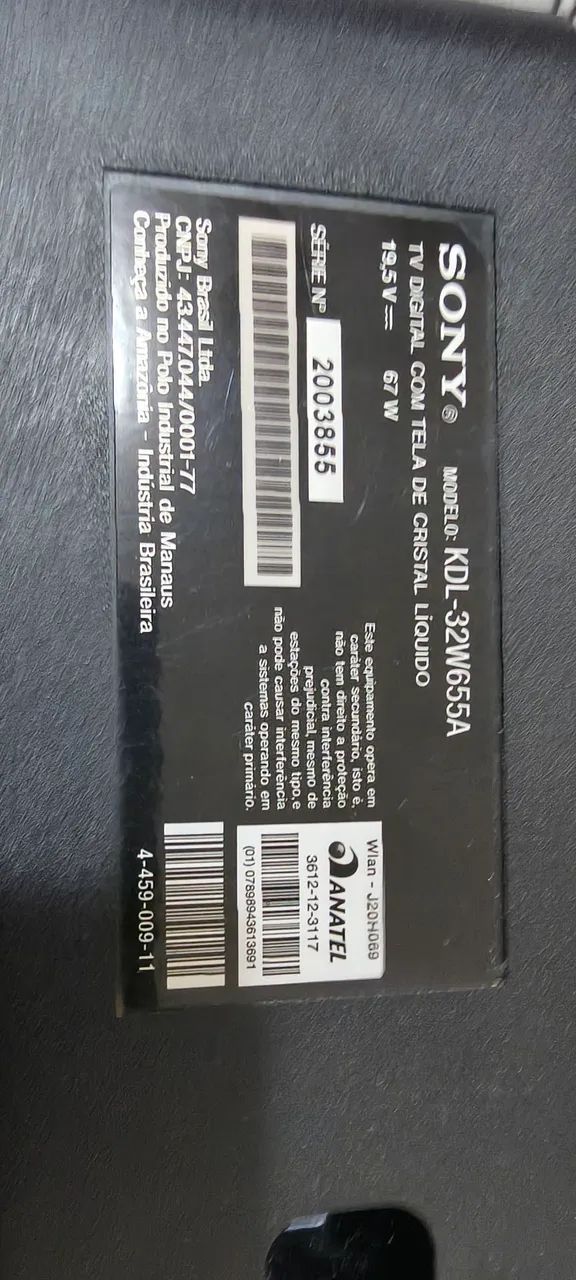 SONY® MODELO: KDL-32W655A
TV DIGITAL COM TELA DE CRISTAL LÍQUIDO
19,5V ⎓ 67W
SÉRIE Nº 2003855
Sony Brasil Ltda.
CNPJ: 43.447.044/0001-77
Produzido no Polo Industrial de Manaus
Conheça a Amazônia - Indústria Brasileira
Este equipamento opera em
caráter secundário, isto é,
não tem direito a proteção
contra interferência
prejudicial, mesmo de
estações do mesmo tipo, e
não pode causar interferência
a sistemas operando em
caráter primário.
Wlan - J20H069
ANATEL
3612-12-3117
(01) 07898943613691
4-459-009-11